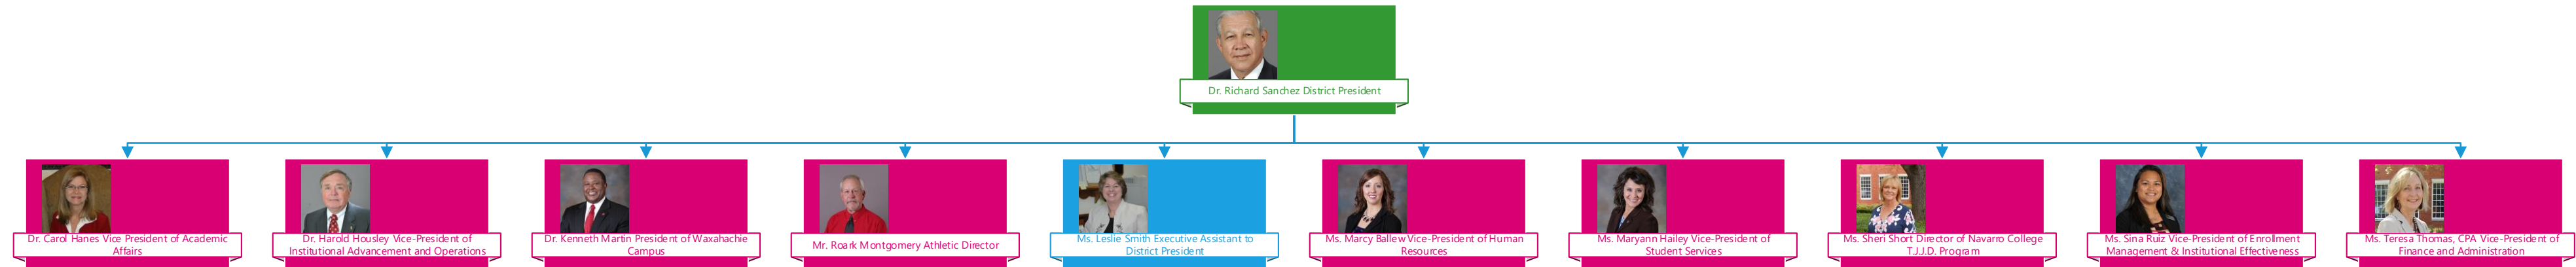 Dr. Richard Sanchez District President
Dr. Carol Hanes Vice President of Academic
Affairs
Dr. Harold Housley Vice-President of
Institutional Advancement and Operations
Dr. Kenneth Martin President of Waxahachie
Campus
Mr. Roark Montgomery Athletic Director
Ms. Leslie Smith Executive Assistant to
District President
Ms. Marcy Ballew Vice-President of Human
Resources
Ms. Maryann Hailey Vice-President of
Student Services
Ms. Sheri Short Director of Navarro College
T.J.J.D. Program
Ms. Sina Ruiz Vice-President of Enrollment
Management & Institutional Effectiveness
Ms. Teresa Thomas, CPA Vice-President of
Finance and Administration